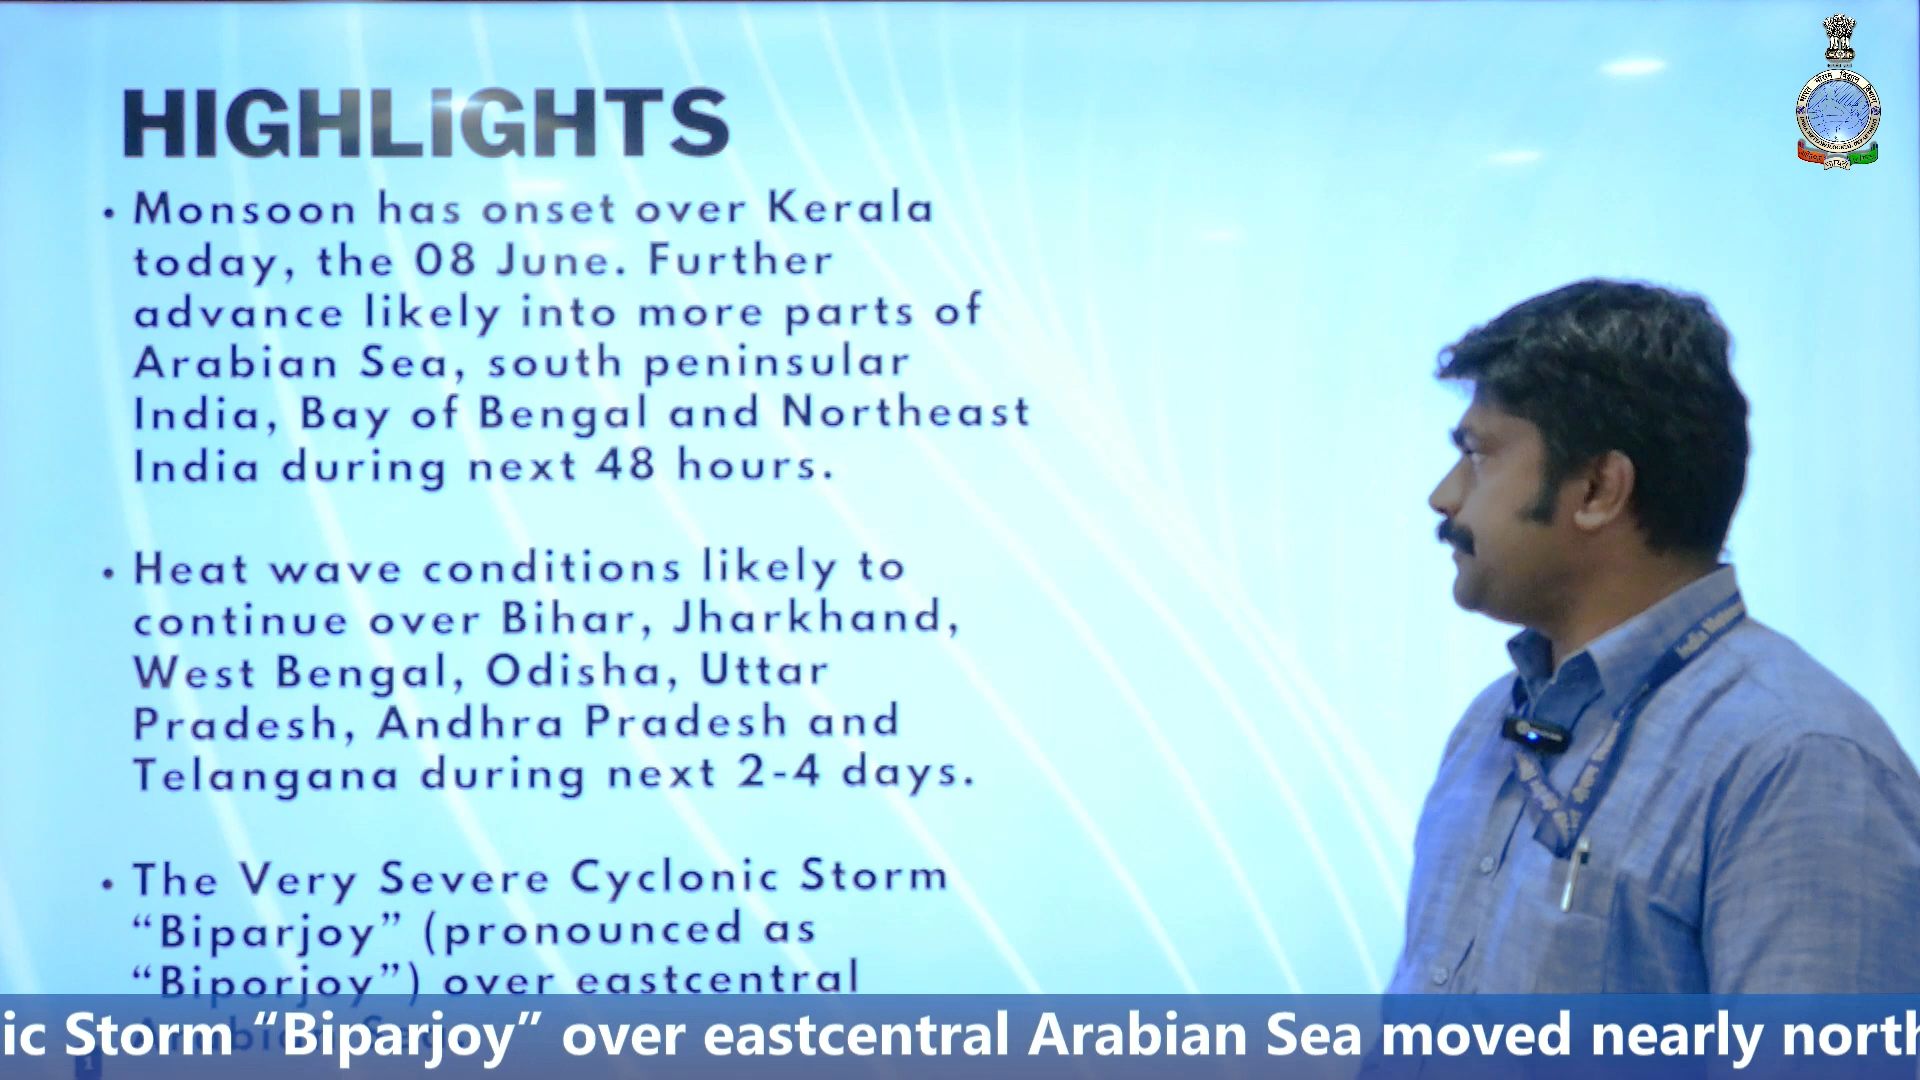 HIGHLIGHTS
• Monsoon has onset over Kerala
today, the 08 June. Further
advance likely into more parts of
Arabian Sea, south peninsular
India, Bay of Bengal and Northeast
India during next 48 hours.
• Heat wave conditions likely to
continue over Bihar, Jharkhand,
West Bengal, Odisha, Uttar
Pradesh, Andhra Pradesh and
Telangana during next 2-4 days.
• The Very Severe Cyclonic Storm
“Biparjoy” (pronounced as
“Biporjoy”) over eastcentral
Arabian Sea
ic Storm “Biparjoy” over eastcentral Arabian Sea moved nearly north
1